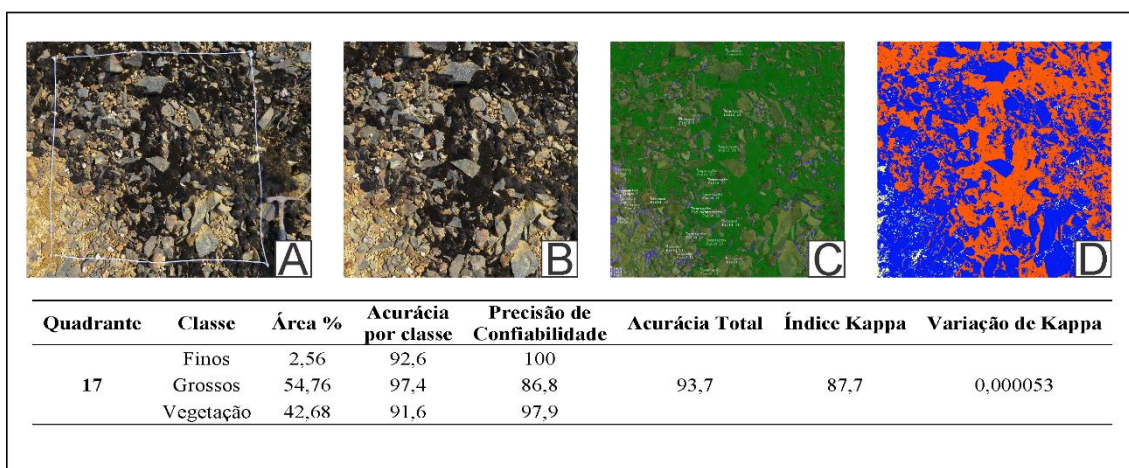 A B C D
Quadrante Classe Área % Acurácia por classe Precisão de Confiabilidade Acurácia Total Índice Kappa Variação de Kappa
Finos 2,56 92,6 100
17 Grossos 54,76 97,4 86,8 93,7 87,7 0,000053
Vegetação 42,68 91,6 97,9